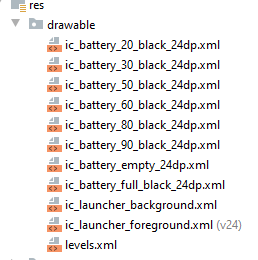 res
drawable
ic_battery_20_black_24dp.xml
ic_battery_30_black_24dp.xml
ic_battery_50_black_24dp.xml
ic_battery_60_black_24dp.xml
ic_battery_80_black_24dp.xml
ic_battery_90_black_24dp.xml
ic_battery_empty_24dp.xml
ic_battery_full_black_24dp.xml
ic_launcher_background.xml
ic_launcher_foreground.xml (v24)
levels.xml